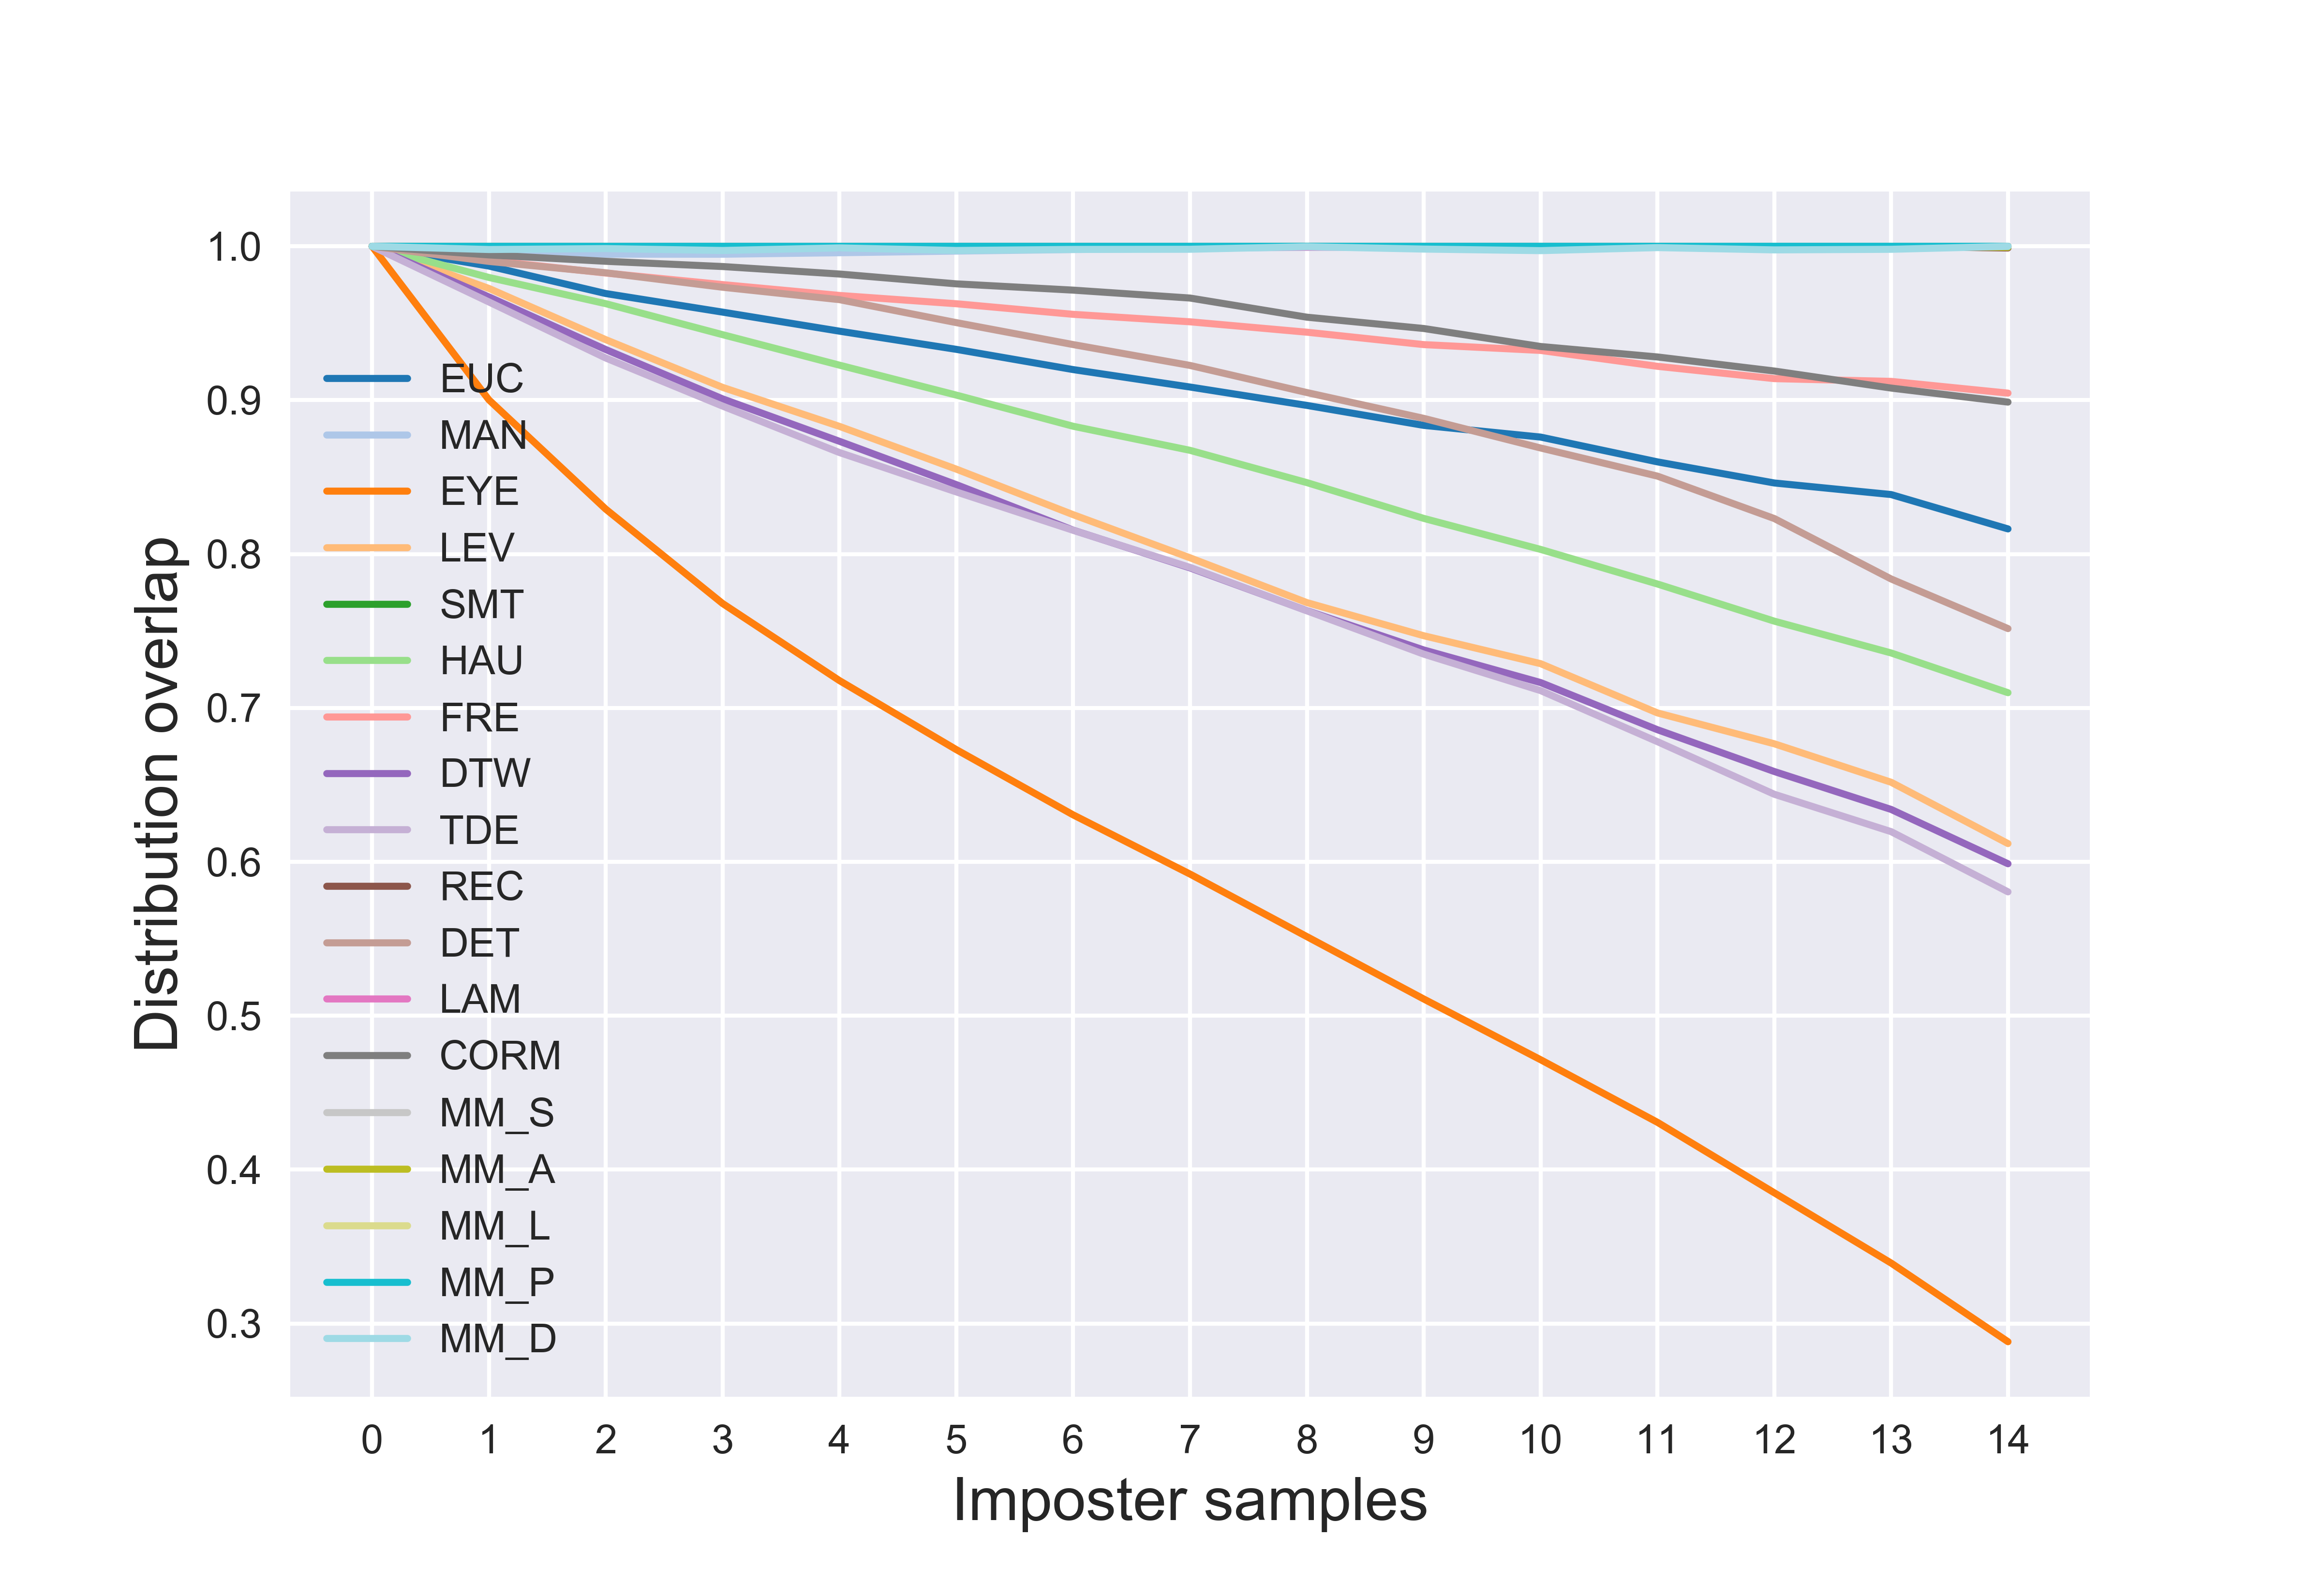 1.0
0.9
0.8
0.7
0.6
0.5
0.4
0.3
Distribution overlap
EUC
MAN
EYE
LEV
SMT
HAU
FRE
DTW
TDE
REC
DET
LAM
CORM
MM_S
MM_A
MM_L
MM_P
MM_D
0 1 2 3 4 5 6 7 8 9 10 11 12 13 14
Imposter samples